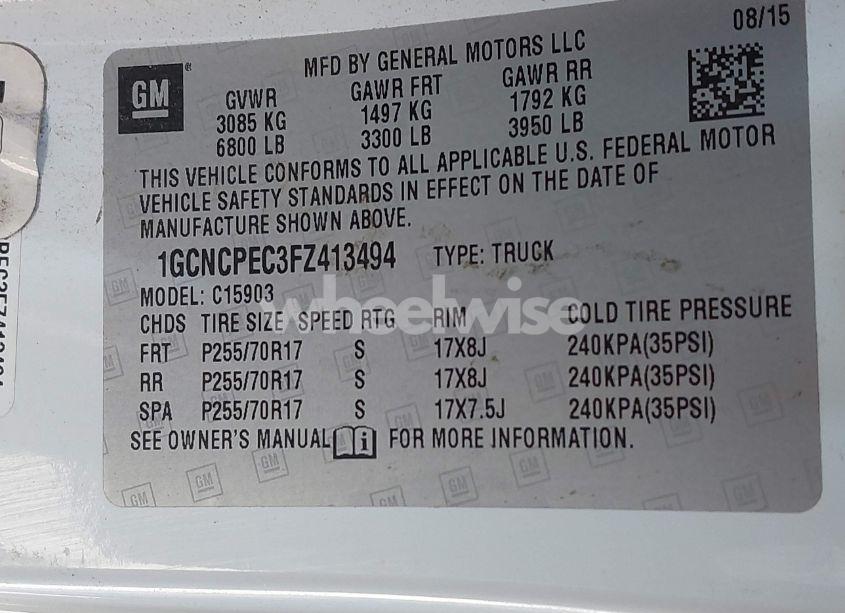 08/15
MFD BY GENERAL MOTORS LLC
GM
GVWR GAWR FRT GAWR RR
3085 KG 1497 KG 1792 KG
6800 LB 3300 LB 3950 LB
THIS VEHICLE CONFORMS TO ALL APPLICABLE U.S. FEDERAL MOTOR
VEHICLE SAFETY STANDARDS IN EFFECT ON THE DATE OF
MANUFACTURE SHOWN ABOVE.
1GCNCPEC3FZ413494 TYPE: TRUCK
MODEL: C15903
wheelwise
CHDS TIRE SIZE SPEED RTG RIM COLD TIRE PRESSURE
FRT P255/70R17 S 17X8J 240KPA(35PSI)
RR P255/70R17 S 17X8J 240KPA(35PSI)
SPA P255/70R17 S 17X7.5J 240KPA(35PSI)
SEE OWNER'S MANUAL i FOR MORE INFORMATION.